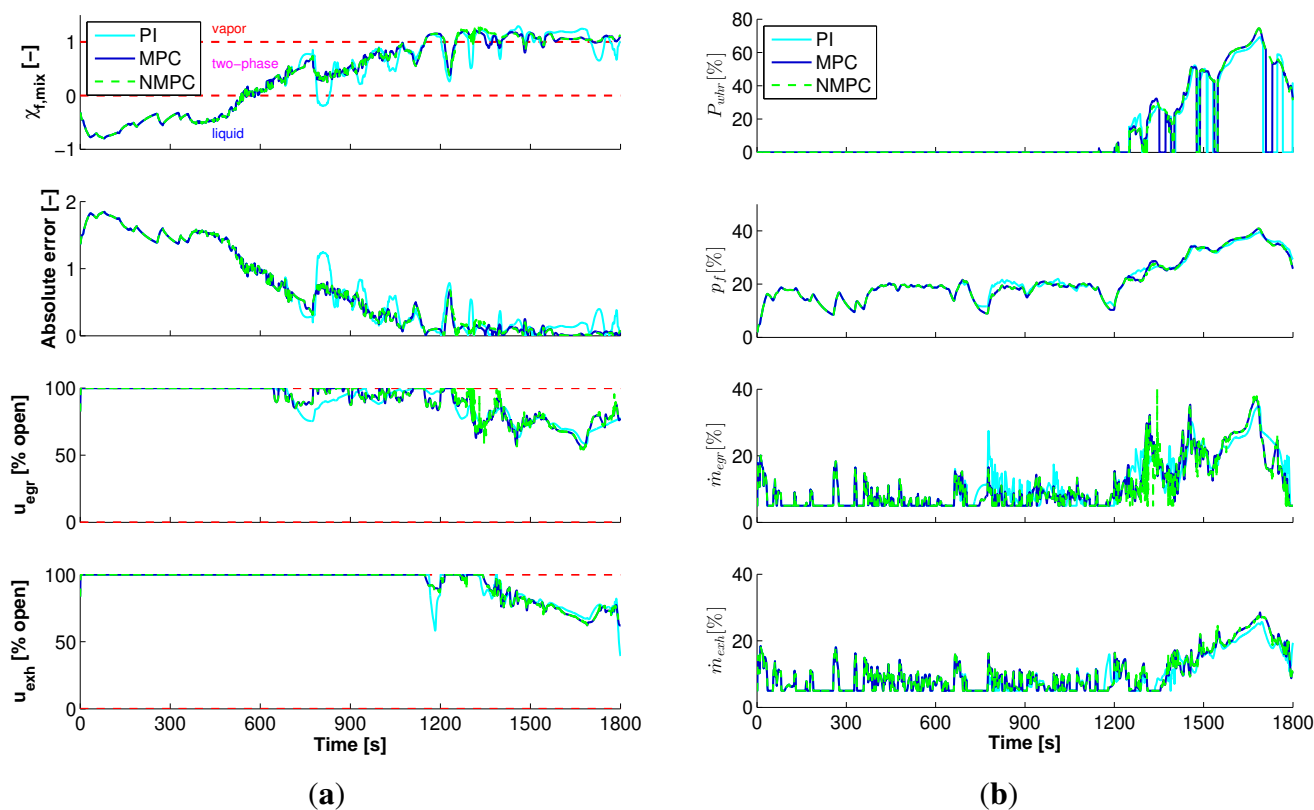 χf,mix [-]
1
0
−1
PI
MPC
NMPC
vapor
two−phase
liquid
Absolute error [-]
2
1
0
uegr [% open]
100
50
0
uexh [% open]
100
50
0
0 300 600 900 1200 1500 1800
Time [s]
(a)
Pwhr[%]
80
60
40
20
0
PI
MPC
NMPC
pf[%]
40
20
0
ṁegr[%]
40
20
0
ṁexh[%]
40
20
0
0 300 600 900 1200 1500 1800
Time [s]
(b)